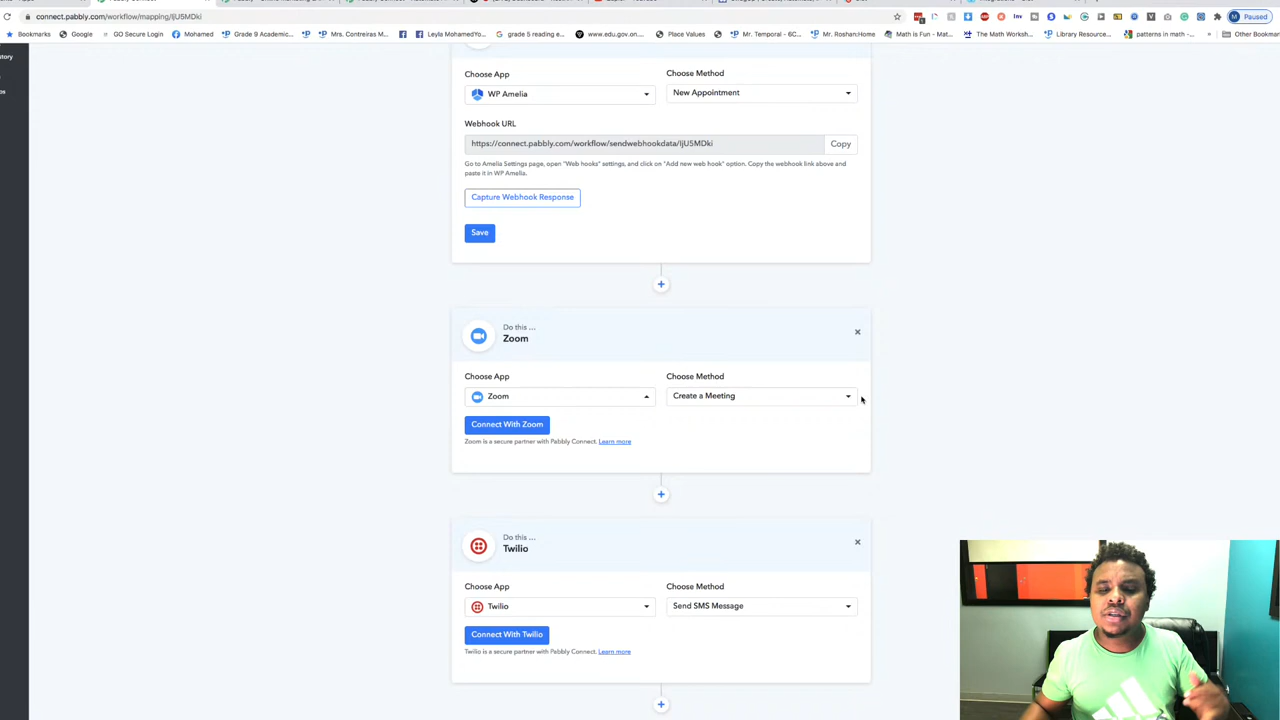 connect.pabbly.com/workflow/mapping/IjU5MDki
Paused
Bookmarks
Google
GO Secure Login
Mohamed
Grade 9 Academic...
Mrs. Contreiras M...
Leyla MohamedYo...
grade 5 reading e...
www.edu.gov.on....
Place Values
Mr. Temporal - 6C...
Mr. Roshan:Home
Math is Fun - Mat...
The Math Worksh...
Library Resource...
patterns in math -...
Other Bookmar
story
Choose App
Choose Method
WP Amelia
New Appointment
Webhook URL
https://connect.pabbly.com/workflow/sendwebhookdata/IjU5MDki
Copy
Go to Amelia Settings page, open "Web hooks" settings, and click on "Add new web hook" option. Copy the webhook link above and
paste it in WP Amelia.
Capture Webhook Response
Save
Do this ...
Zoom
Choose App
Choose Method
Zoom
Create a Meeting
Connect With Zoom
Zoom is a secure partner with Pabbly Connect. Learn more
Do this ...
Twilio
Choose App
Choose Method
Twilio
Send SMS Message
Connect With Twilio
Twilio is a secure partner with Pabbly Connect. Learn more